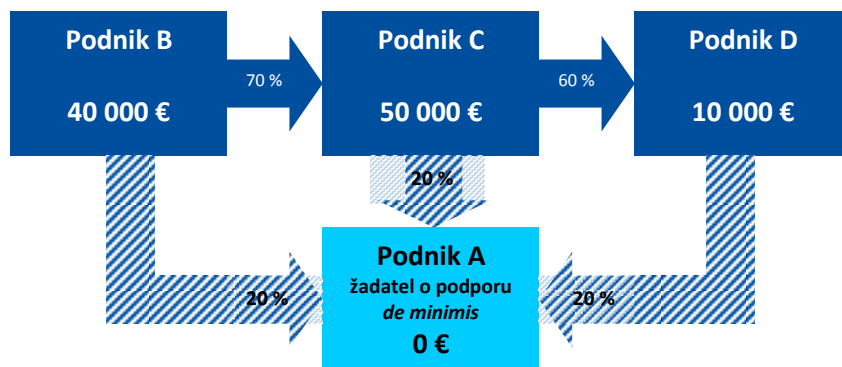 Podnik B
40 000 €
70 %
Podnik C
50 000 €
60 %
Podnik D
10 000 €
20 %
20 %
Podnik A
žadatel o podporu
de minimis
0 €
20 %